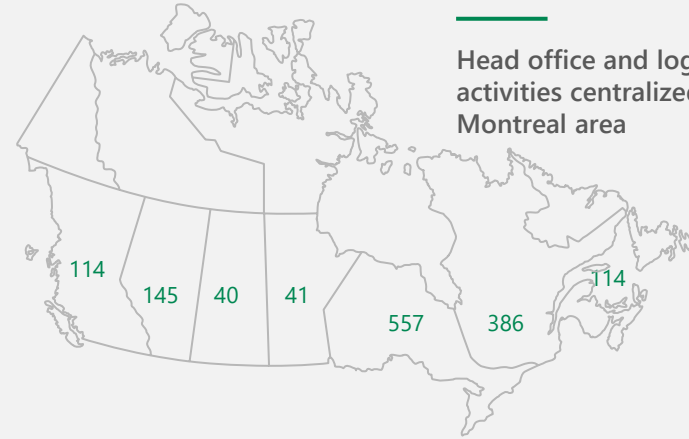 Head office and log
activities centralized
Montreal area
114
145
40
41
557
386
114